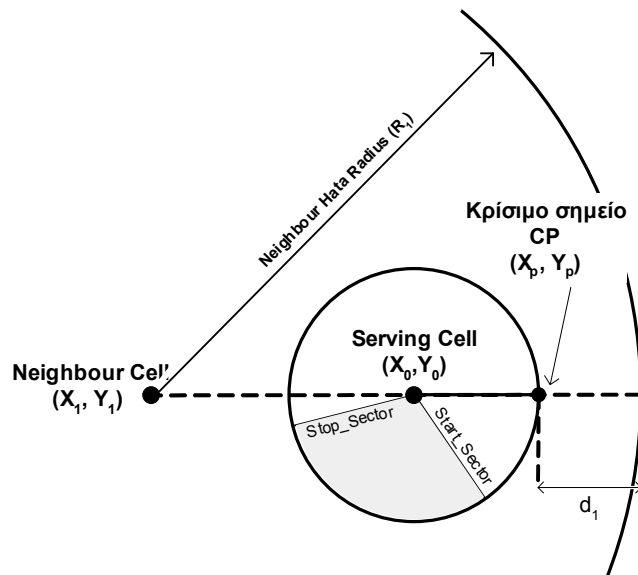 Neighbour Hata Radius (R1)
Κρίσιμο σημείο
CP
(Xp, Yp)
Serving Cell
(X0,Y0)
Neighbour Cell
(X1, Y1)
Stop_Sector
Start_Sector
d1